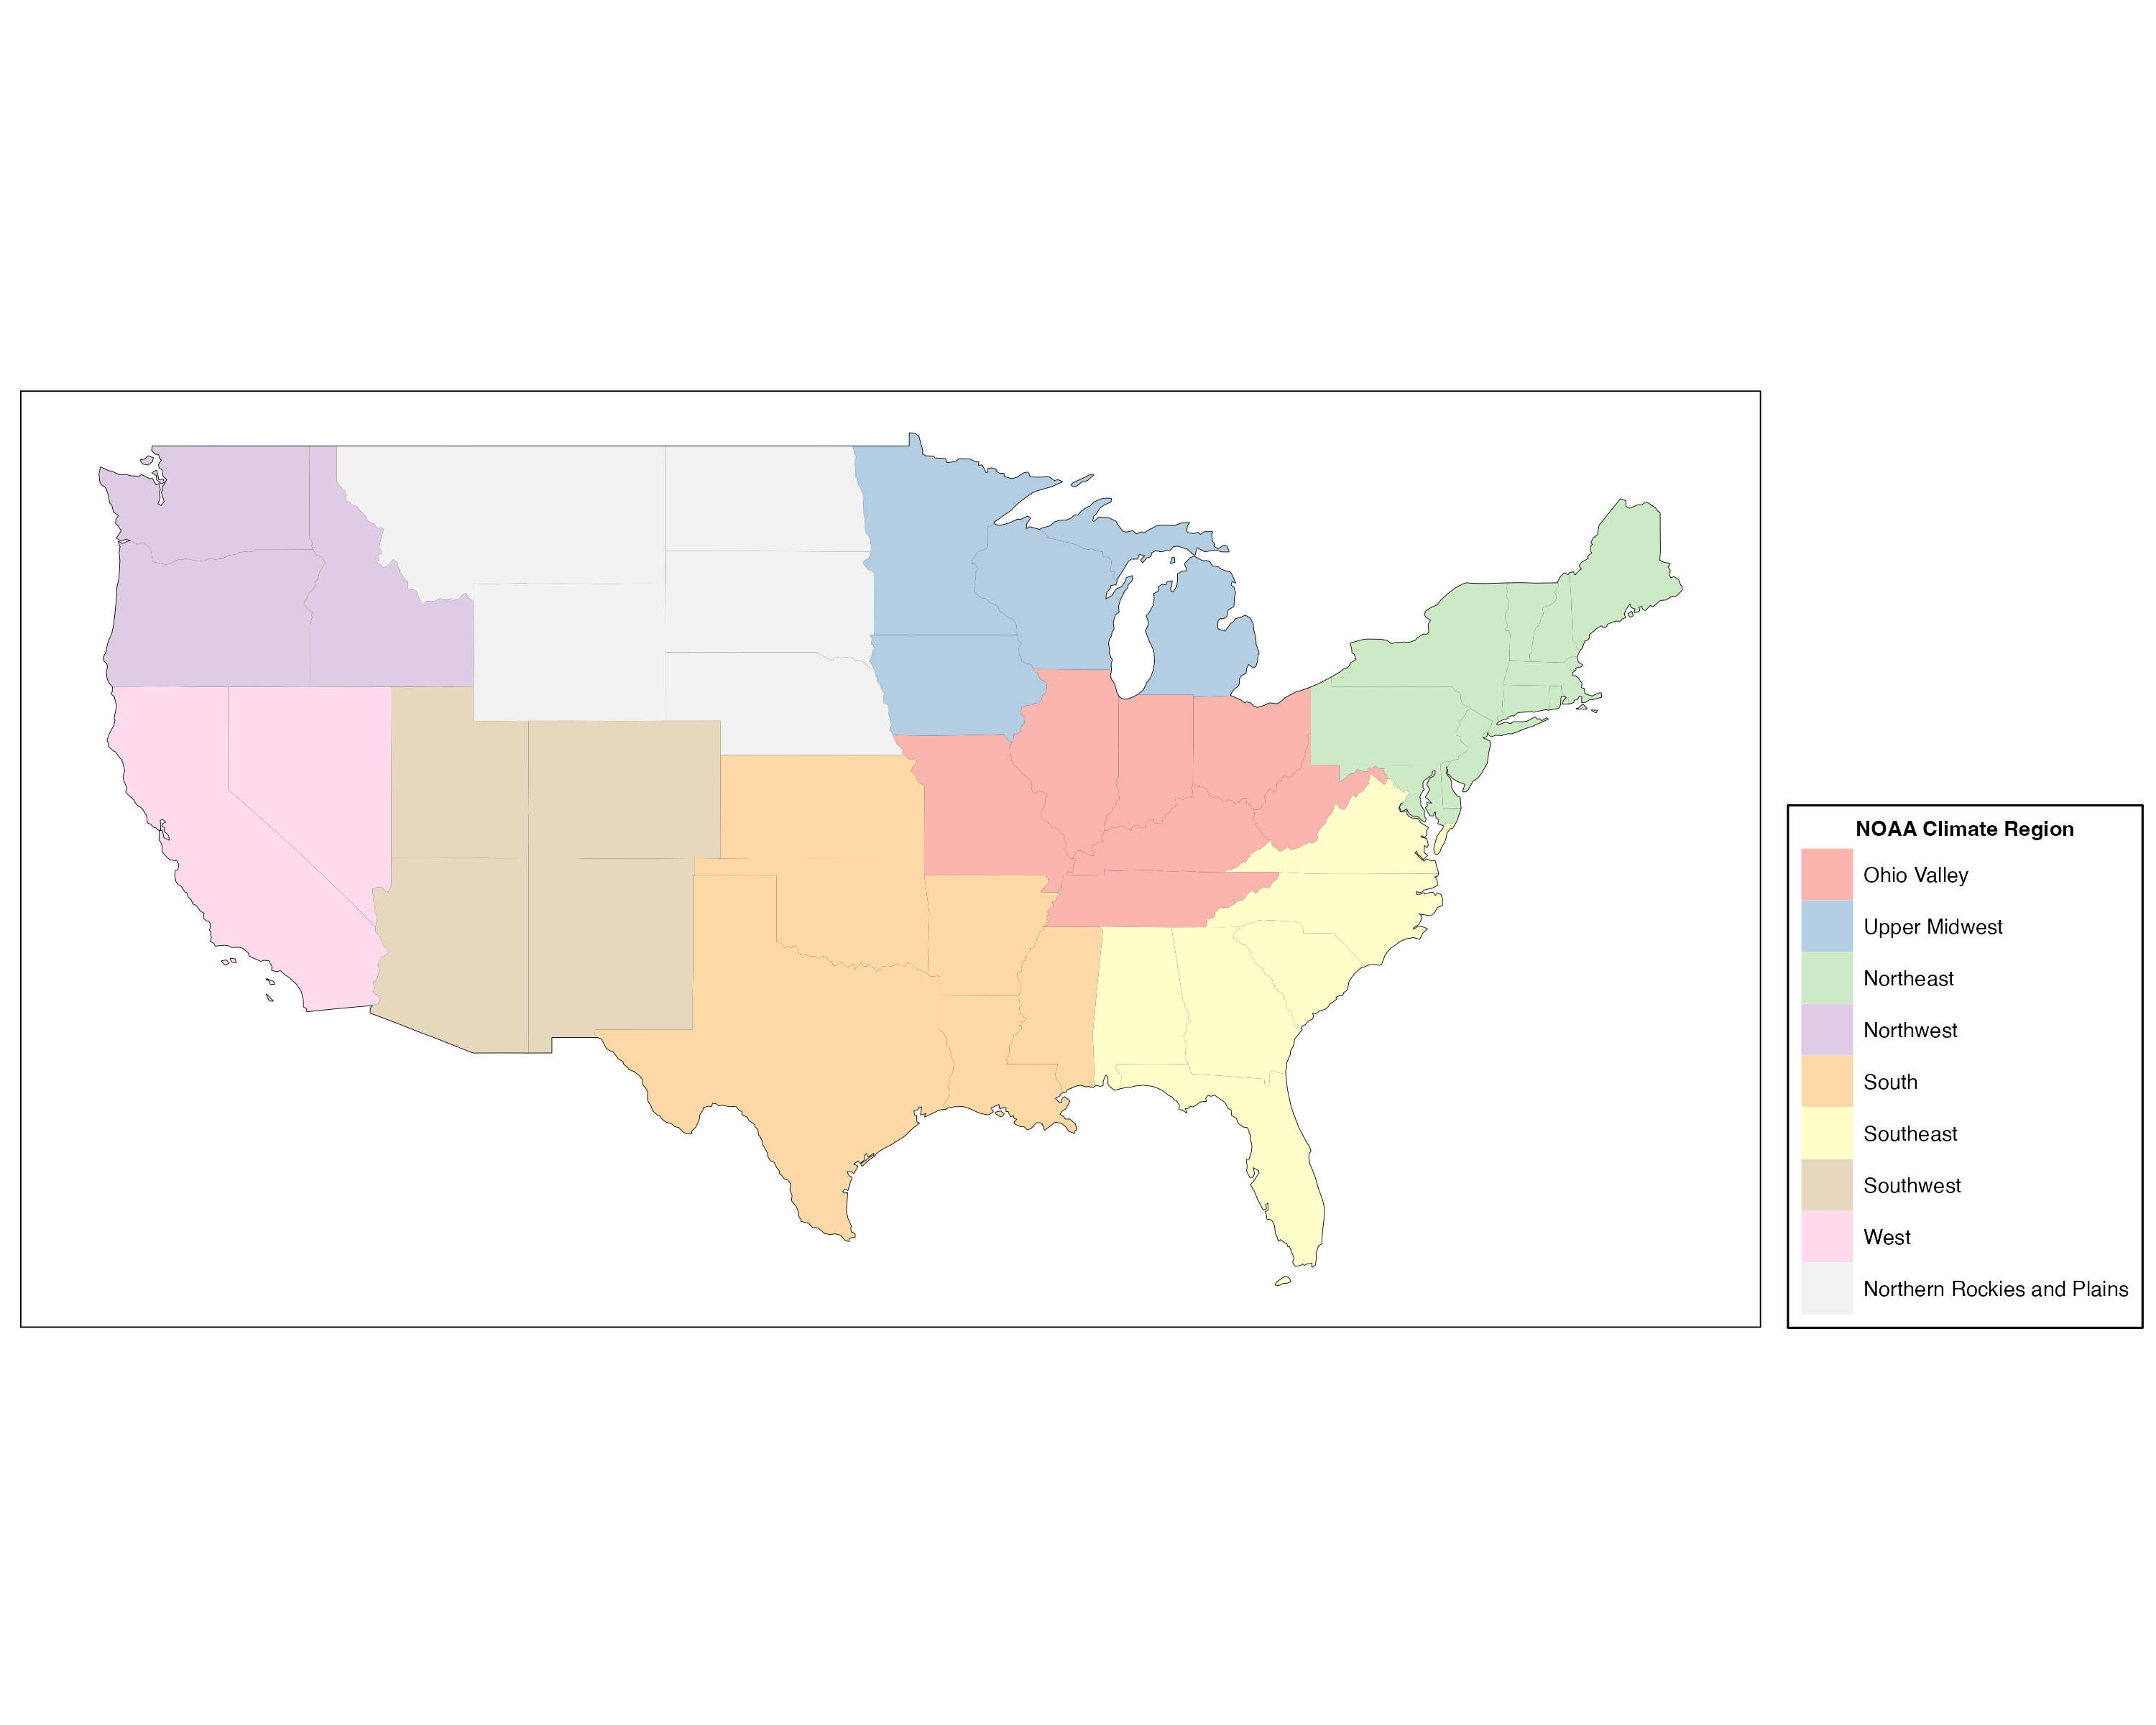 NOAA Climate Region
Ohio Valley
Upper Midwest
Northeast
Northwest
South
Southeast
Southwest
West
Northern Rockies and Plains